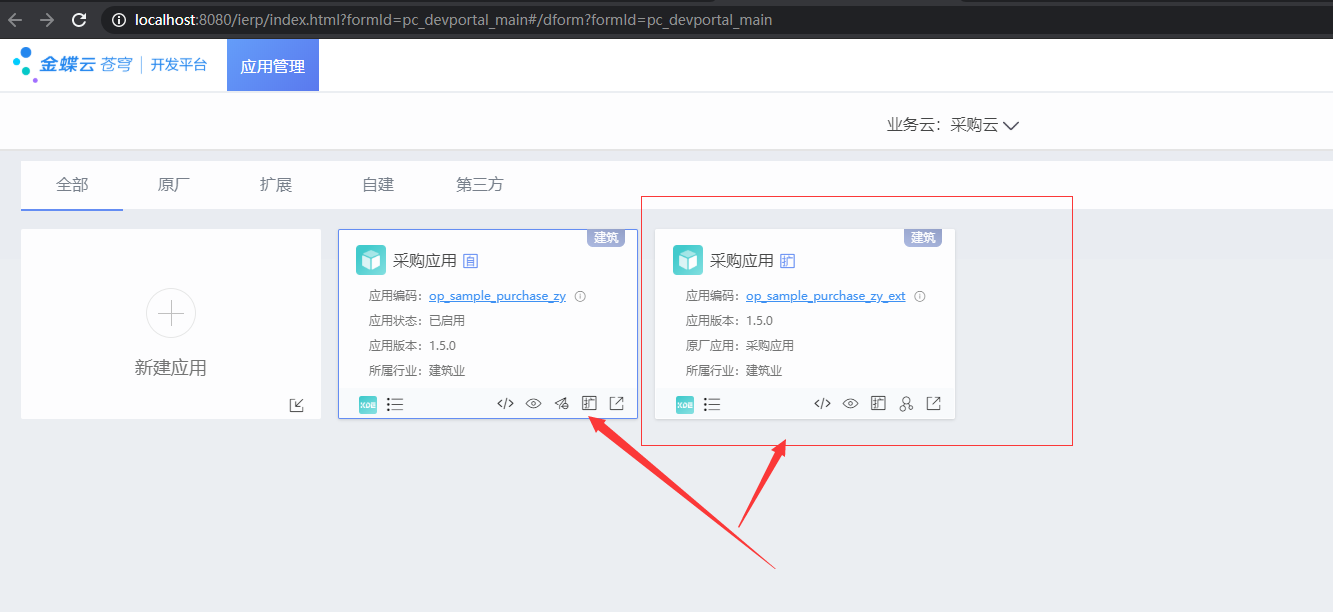 localhost:8080/ierp/index.html?formId=pc_devportal_main#/dform?formId=pc_devportal_main
金蝶云 苍穹 | 开发平台
应用管理
业务云：采购云
全部 原厂 扩展 自建 第三方
新建应用
建筑
采购应用 自
应用编码：op_sample_purchase_zy
应用状态：已启用
应用版本：1.5.0
所属行业：建筑业
扩
建筑
采购应用 扩
应用编码：op_sample_purchase_zy_ext
应用版本：1.5.0
原厂应用：采购应用
所属行业：建筑业
扩